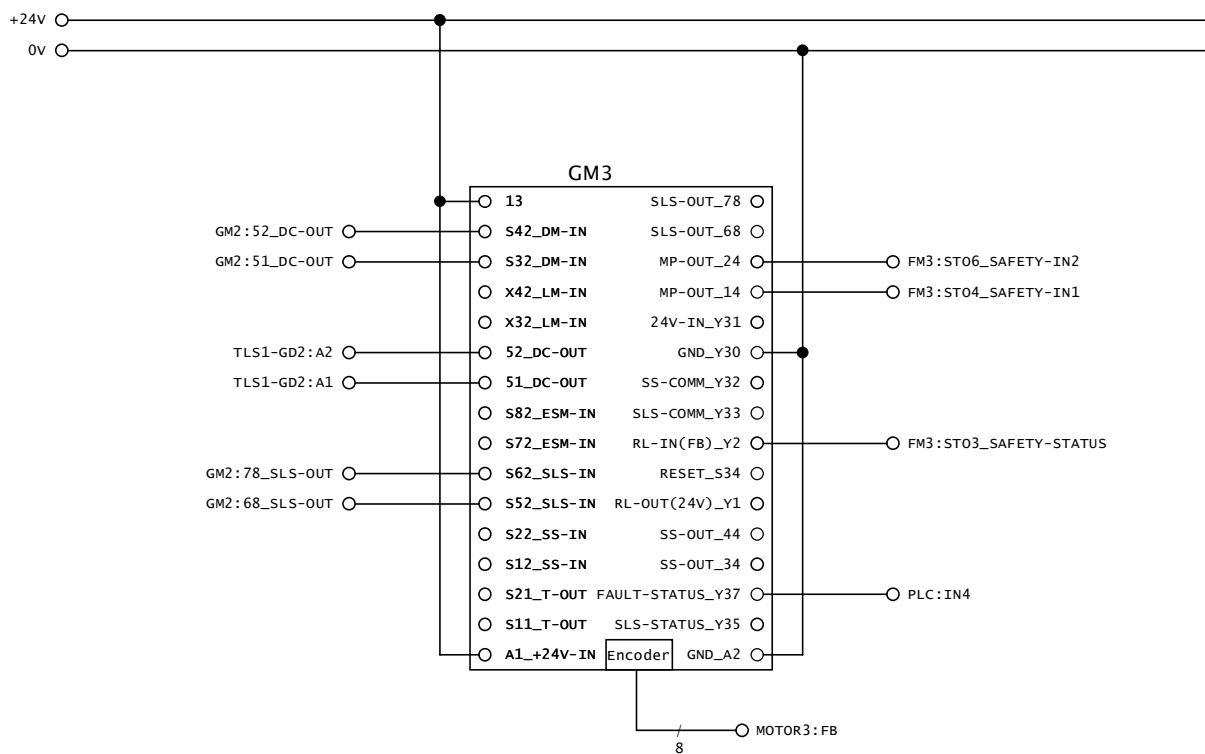 +24V
0V
GM3
13 SLS-OUT_78
GM2:52_DC-OUT S42_DM-IN SLS-OUT_68
GM2:51_DC-OUT S32_DM-IN MP-OUT_24 FM3:STO6_SAFETY-IN2
X42_LM-IN MP-OUT_14 FM3:STO4_SAFETY-IN1
X32_LM-IN 24V-IN_Y31
TLS1-GD2:A2 52_DC-OUT GND_Y30
TLS1-GD2:A1 51_DC-OUT SS-COMM_Y32
S82_ESM-IN SLS-COMM_Y33
S72_ESM-IN RL-IN(FB)_Y2 FM3:STO3_SAFETY-STATUS
GM2:78_SLS-OUT S62_SLS-IN RESET_S34
GM2:68_SLS-OUT S52_SLS-IN RL-OUT(24V)_Y1
S22_SS-IN SS-OUT_44
S12_SS-IN SS-OUT_34
S21_T-OUT FAULT-STATUS_Y37 PLC:IN4
S11_T-OUT SLS-STATUS_Y35
A1_+24V-IN Encoder GND_A2
MOTOR3:FB
8